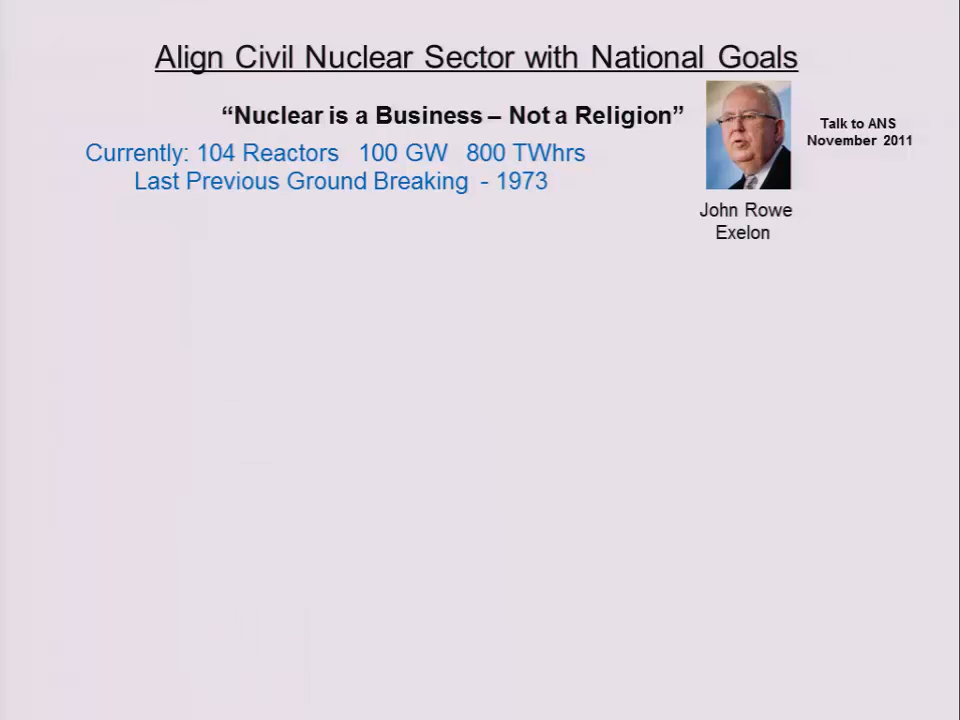 Align Civil Nuclear Sector with National Goals
“Nuclear is a Business – Not a Religion”
Talk to ANS
November 2011
Currently: 104 Reactors 100 GW 800 TWhrs
Last Previous Ground Breaking - 1973
John Rowe
Exelon